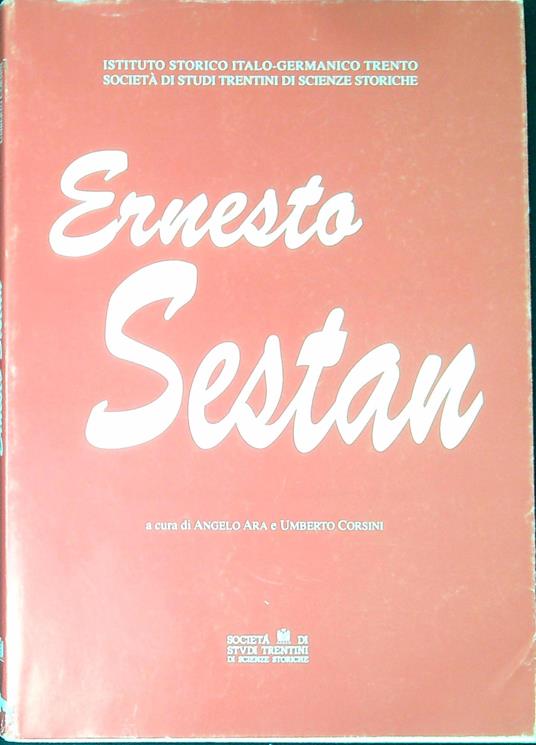 ISTITUTO STORICO ITALO-GERMANICO TRENTO
SOCIETÀ DI STUDI TRENTINI DI SCIENZE STORICHE
Ernesto
Sestan
a cura di ANGELO ARA e UMBERTO CORSINI
SOCIETÀ DI
STVDI TRENTINI
DI SCIENZE STORICHE